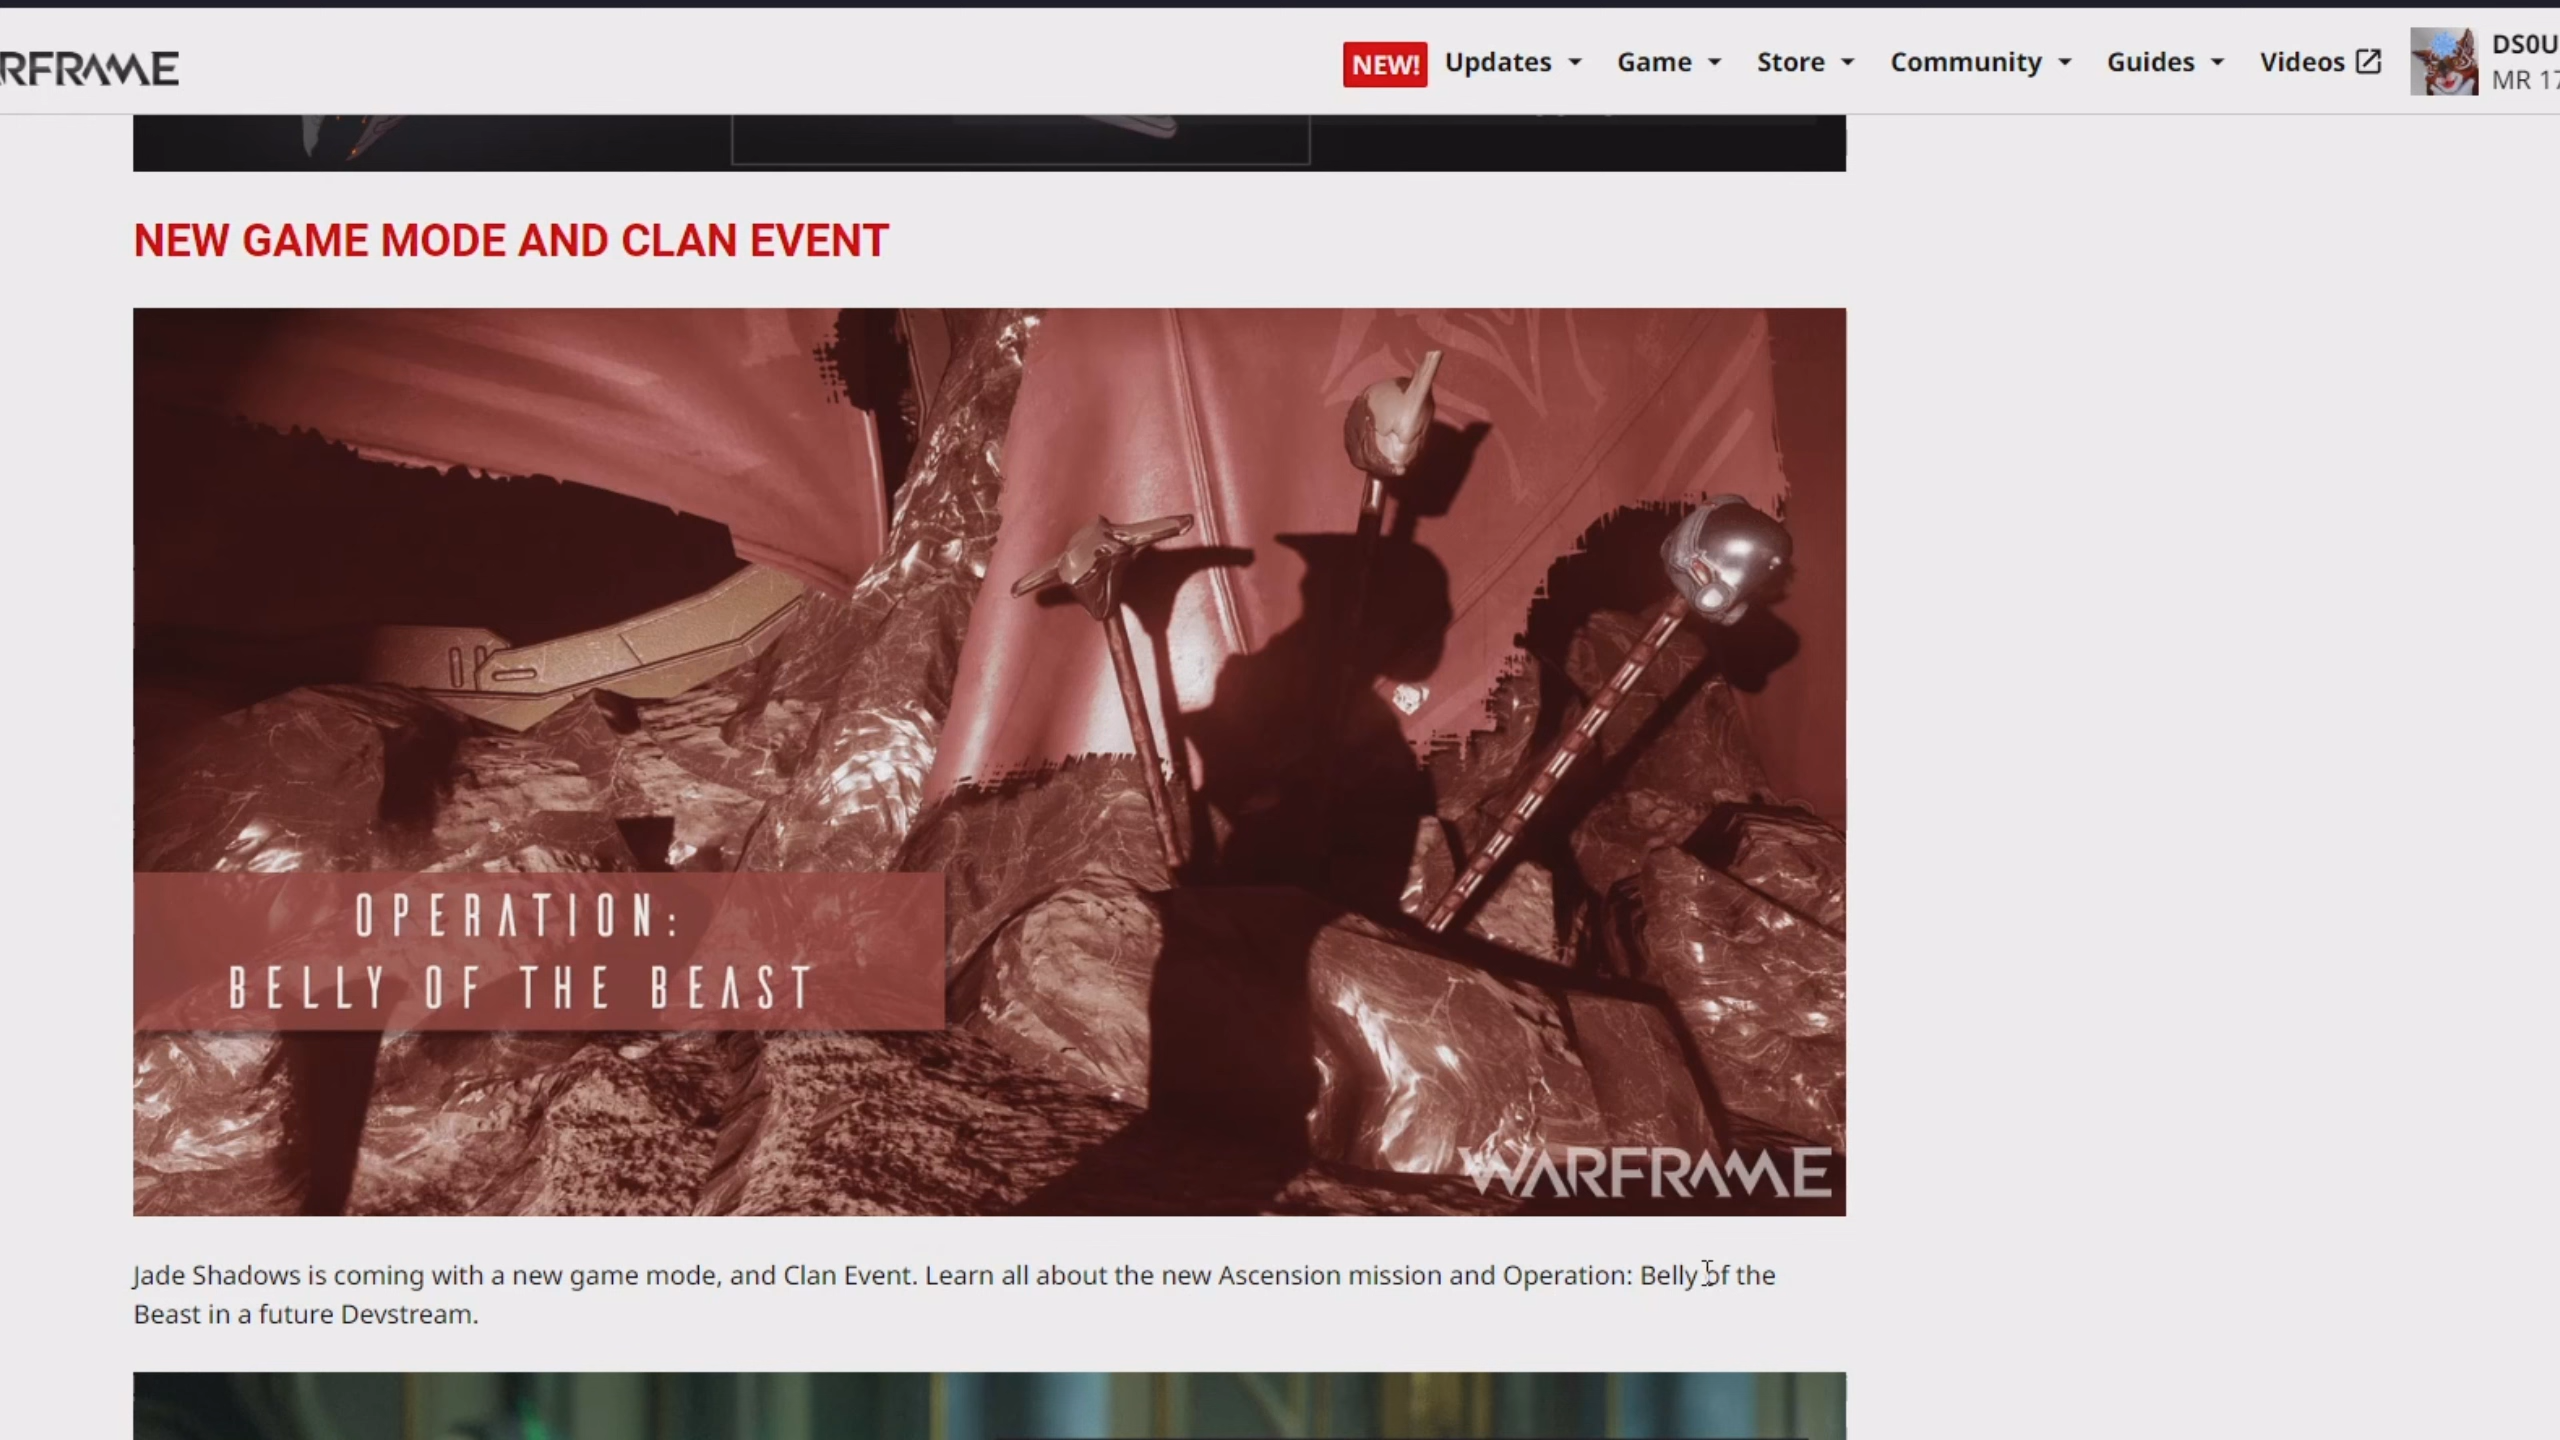 RFRAME
NEW! Updates Game Store Community Guides Videos
DS0U
MR 17
NEW GAME MODE AND CLAN EVENT
OPERATION:
BELLY OF THE BEAST
WARFRAME
Jade Shadows is coming with a new game mode, and Clan Event. Learn all about the new Ascension mission and Operation: Belly of the
Beast in a future Devstream.